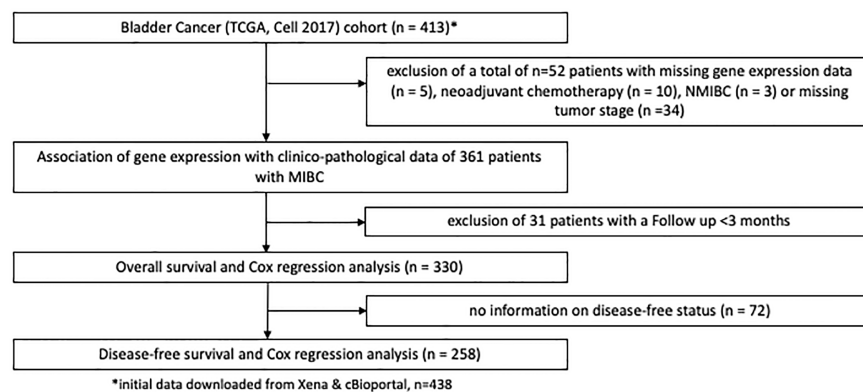 Bladder Cancer (TCGA, Cell 2017) cohort (n = 413)*
exclusion of a total of n=52 patients with missing gene expression data
(n = 5), neoadjuvant chemotherapy (n = 10), NMIBC (n = 3) or missing
tumor stage (n =34)
Association of gene expression with clinico-pathological data of 361 patients
with MIBC
exclusion of 31 patients with a Follow up <3 months
Overall survival and Cox regression analysis (n = 330)
no information on disease-free status (n = 72)
Disease-free survival and Cox regression analysis (n = 258)
*initial data downloaded from Xena & cBioportal, n=438